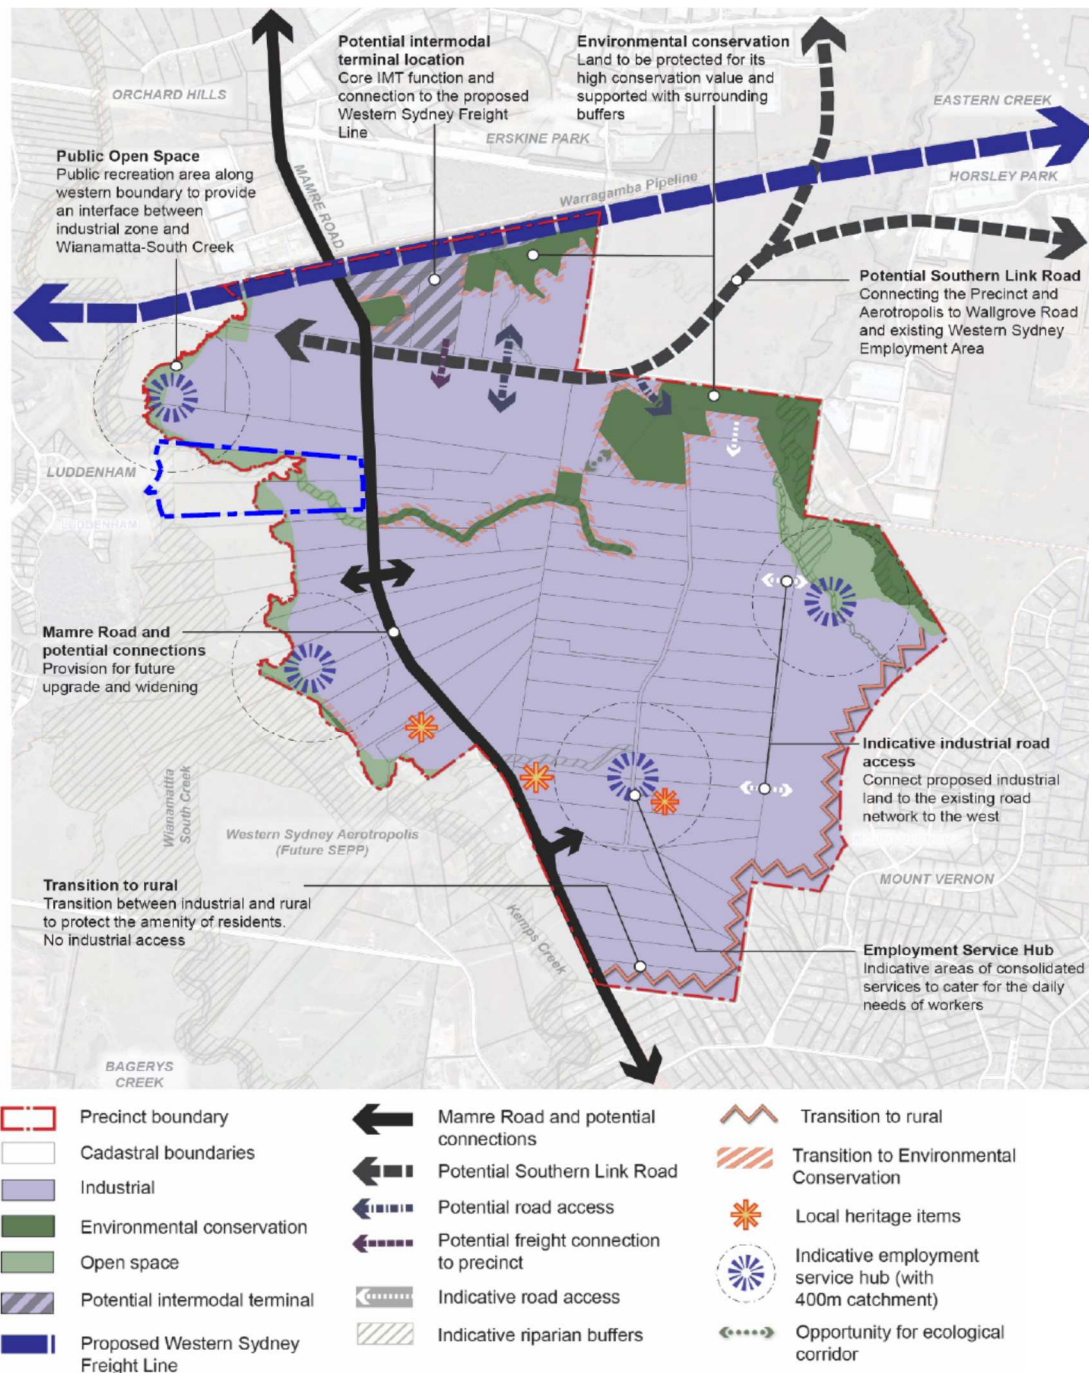 Potential intermodal
terminal location
Core IMT function and
connection to the proposed
Western Sydney Freight
Line
Environmental conservation
Land to be protected for its
high conservation value and
supported with surrounding
buffers
ORCHARD HILLS
ERSKINE PARK
EASTERN CREEK
Public Open Space
Public recreation area along
western boundary to provide
an interface between
industrial zone and
Wianamatta-South Creek
MAMRE ROAD
Warragamba Pipeline
HORSLEY PARK
Potential Southern Link Road
Connecting the Precinct and
Aerotropolis to Wallgrove Road
and existing Western Sydney
Employment Area
LUDDENHAM
LUDDENHAM
Mamre Road and
potential connections
Provision for future
upgrade and widening
Indicative industrial road
access
Connect proposed industrial
land to the existing road
network to the west
Wianamatta
South Creek
Western Sydney Aerotropolis
(Future SEPP)
MOUNT VERNON
Transition to rural
Transition between industrial and rural
to protect the amenity of residents.
No industrial access
Kemps Creek
Employment Service Hub
Indicative areas of consolidated
services to cater for the daily
needs of workers
BAGERYS
CREEK
Precinct boundary
Cadastral boundaries
Industrial
Environmental conservation
Open space
Potential intermodal terminal
Proposed Western Sydney
Freight Line
Mamre Road and potential
connections
Potential Southern Link Road
Potential road access
Potential freight connection
to precinct
Indicative road access
Indicative riparian buffers
Transition to rural
Transition to Environmental
Conservation
Local heritage items
Indicative employment
service hub (with
400m catchment)
Opportunity for ecological
corridor